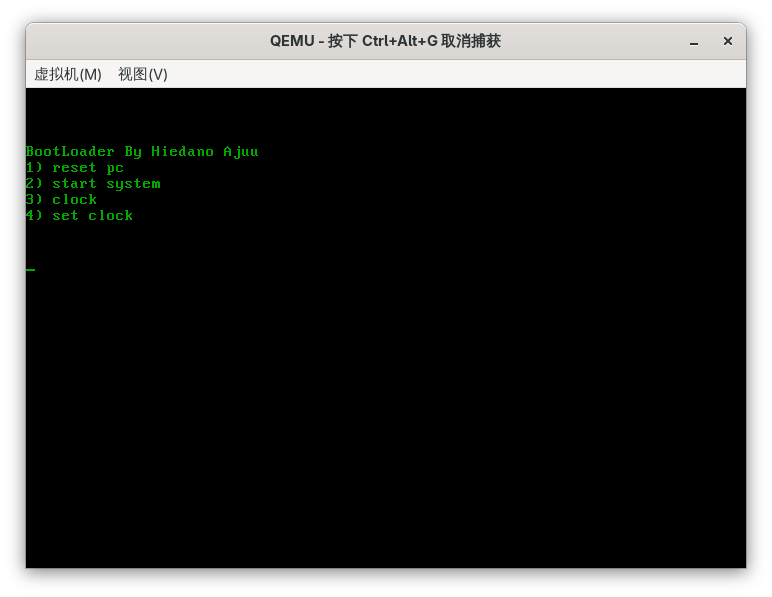 QEMU - 按下 Ctrl+Alt+G 取消捕获
虚拟机(M) 视图(V)
BootLoader By Hiedano Ajuu
1) reset pc
2) start system
3) clock
4) set clock